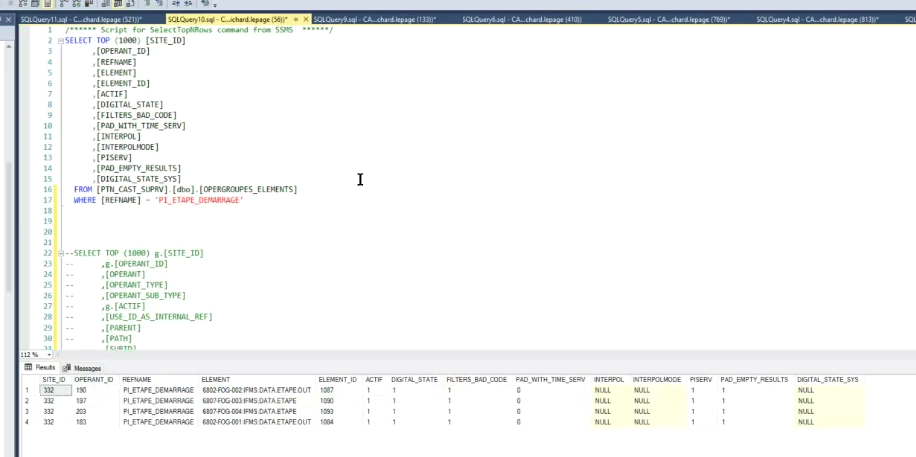 SQLQuery11.sql - C...chard.lepage (521))* SQLQuery10.sql - C...ichard.lepage (56))* SQLQuery9.sql - CA...chard.lepage (133))* SQLQuery6.sql - CA...chard.lepage (410)) SQLQuery5.sql - CA...chard.lepage (769))* SQLQuery4.sql - CA...chard.lepage (813))*
1 /****** Script for SelectTopNRows command from SSMS ******/
2 SELECT TOP (1000) [SITE_ID]
3 ,[OPERANT_ID]
4 ,[REFNAME]
5 ,[ELEMENT]
6 ,[ELEMENT_ID]
7 ,[ACTIF]
8 ,[DIGITAL_STATE]
9 ,[FILTERS_BAD_CODE]
10 ,[PAD_WITH_TIME_SERV]
11 ,[INTERPOL]
12 ,[INTERPOLMODE]
13 ,[PISERV]
14 ,[PAD_EMPTY_RESULTS]
15 ,[DIGITAL_STATE_SYS]
16 FROM [PTN_CAST_SUPRV].[dbo].[OPERGROUPES_ELEMENTS]
17 WHERE [REFNAME] = 'PI_ETAPE_DEMARRAGE'
18
19
20
21
22 --SELECT TOP (1000) g.[SITE_ID]
23 -- ,g.[OPERANT_ID]
24 -- ,[OPERANT]
25 -- ,[OPERANT_TYPE]
26 -- ,[OPERANT_SUB_TYPE]
27 -- ,g.[ACTIF]
28 -- ,[USE_ID_AS_INTERNAL_REF]
29 -- ,[PARENT]
30 -- ,[PATH]
112 %
Results Messages
SITE_ID OPERANT_ID REFNAME ELEMENT ELEMENT_ID ACTIF DIGITAL_STATE FILTERS_BAD_CODE PAD_WITH_TIME_SERV INTERPOL INTERPOLMODE PISERV PAD_EMPTY_RESULTS DIGITAL_STATE_SYS
1 332 190 PI_ETAPE_DEMARRAGE 6802-FOG-002:IFMS.DATA.ETAPE.OUT 1087 1 1 1 0 NULL NULL 1 1 NULL
2 332 197 PI_ETAPE_DEMARRAGE 6807-FOG-003:IFMS.DATA.ETAPE 1090 1 1 1 0 NULL NULL 1 1 NULL
3 332 203 PI_ETAPE_DEMARRAGE 6807-FOG-004:IFMS.DATA.ETAPE 1093 1 1 1 0 NULL NULL 1 1 NULL
4 332 183 PI_ETAPE_DEMARRAGE 6802-FOG-001:IFMS.DATA.ETAPE.OUT 1084 1 1 1 0 NULL NULL 1 1 NULL